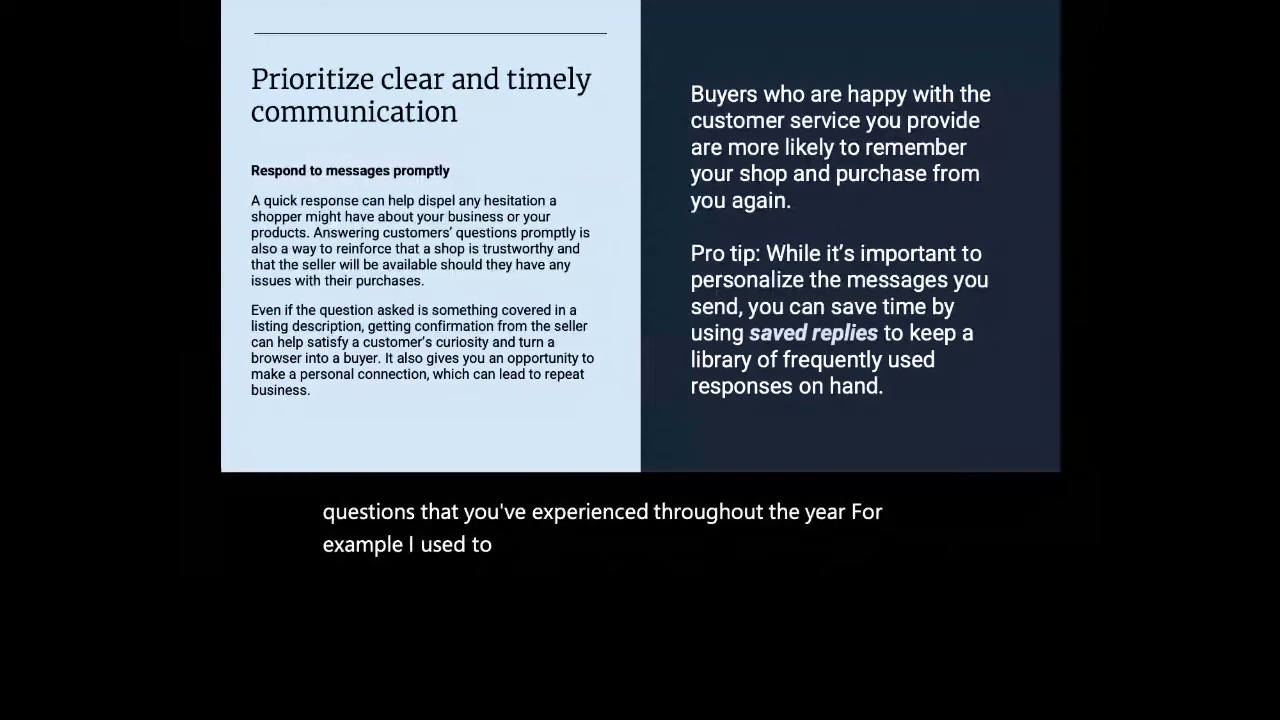 Prioritize clear and timely
communication
Respond to messages promptly
A quick response can help dispel any hesitation a
shopper might have about your business or your
products. Answering customers’ questions promptly is
also a way to reinforce that a shop is trustworthy and
that the seller will be available should they have any
issues with their purchases.
Even if the question asked is something covered in a
listing description, getting confirmation from the seller
can help satisfy a customer’s curiosity and turn a
browser into a buyer. It also gives you an opportunity to
make a personal connection, which can lead to repeat
business.
Buyers who are happy with the
customer service you provide
are more likely to remember
your shop and purchase from
you again.
Pro tip: While it’s important to
personalize the messages you
send, you can save time by
using saved replies to keep a
library of frequently used
responses on hand.
questions that you've experienced throughout the year For
example I used to